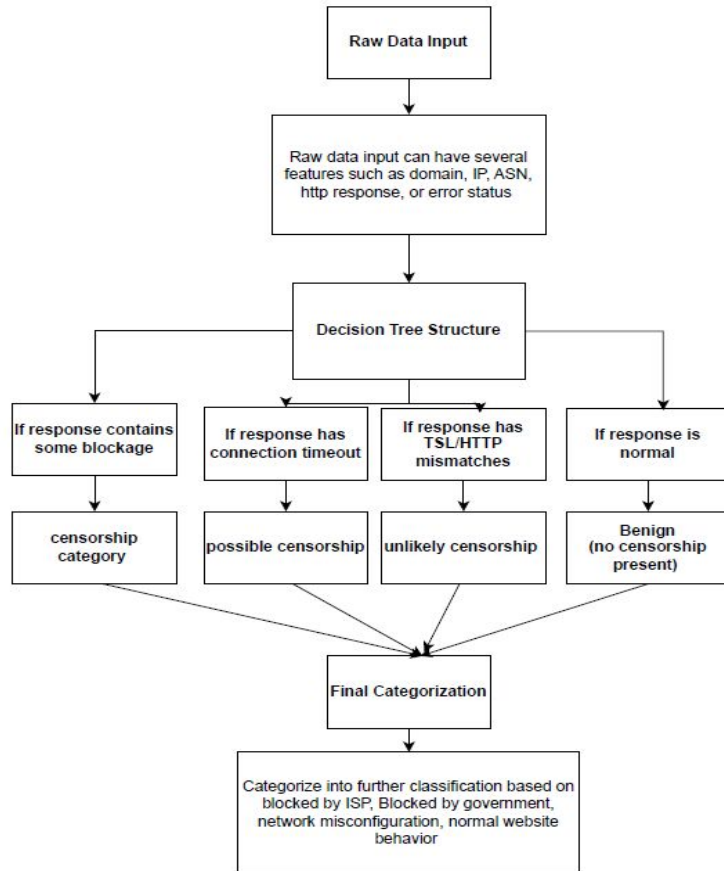 Raw Data Input
Raw data input can have several
features such as domain, IP, ASN,
http response, or error status
Decision Tree Structure
If response contains
some blockage
If response has
connection timeout
If response has
TSL/HTTP
mismatches
If response is
normal
censorship
category
possible censorship
unlikely censorship
Benign
(no censorship
present)
Final Categorization
Categorize into further classification based on
blocked by ISP, Blocked by government,
network misconfiguration, normal website
behavior